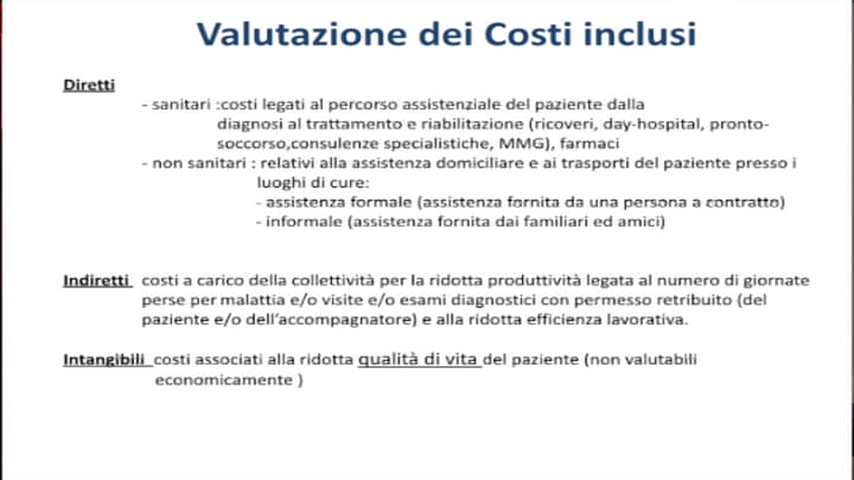 Valutazione dei Costi inclusi
Diretti
- sanitari :costi legati al percorso assistenziale del paziente dalla
diagnosi al trattamento e riabilitazione (ricoveri, day-hospital, pronto-
soccorso,consulenze specialistiche, MMG), farmaci
- non sanitari : relativi alla assistenza domiciliare e ai trasporti del paziente presso i
luoghi di cure:
- assistenza formale (assistenza fornita da una persona a contratto)
- informale (assistenza fornita dai familiari ed amici)
Indiretti costi a carico della collettività per la ridotta produttività legata al numero di giornate
perse per malattia e/o visite e/o esami diagnostici con permesso retribuito (del
paziente e/o dell'accompagnatore) e alla ridotta efficienza lavorativa.
Intangibili costi associati alla ridotta qualità di vita del paziente (non valutabili
economicamente )